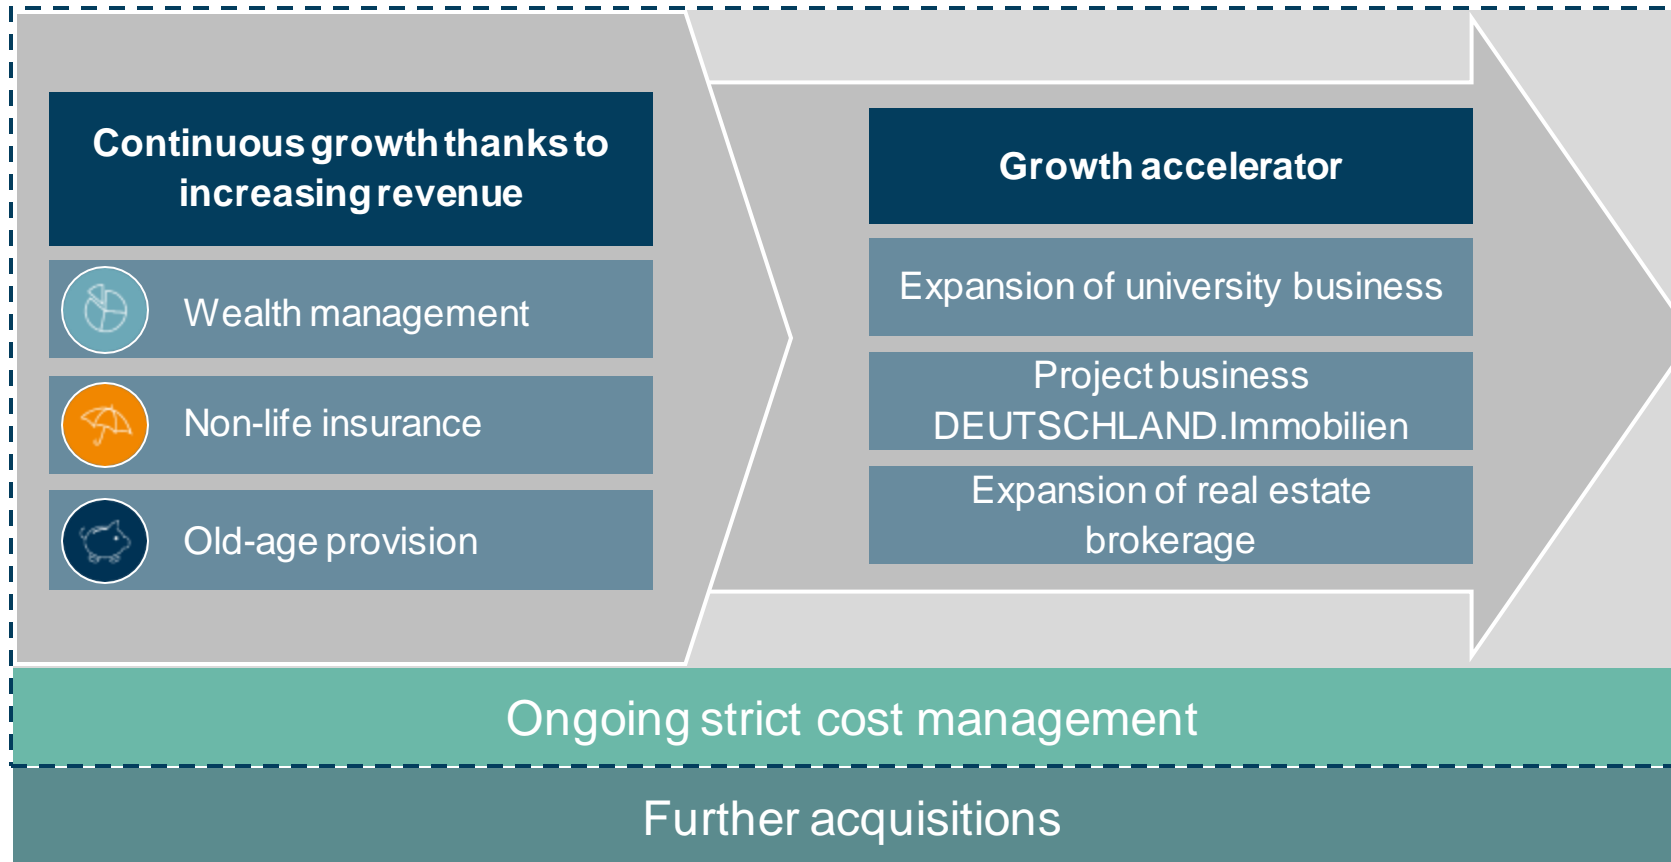 Continuous growth thanks to
increasing revenue
Wealth management
Non-life insurance
Old-age provision
Growth accelerator
Expansion of university business
Project business
DEUTSCHLAND.Immobilien
Expansion of real estate
brokerage
Ongoing strict cost management
Further acquisitions